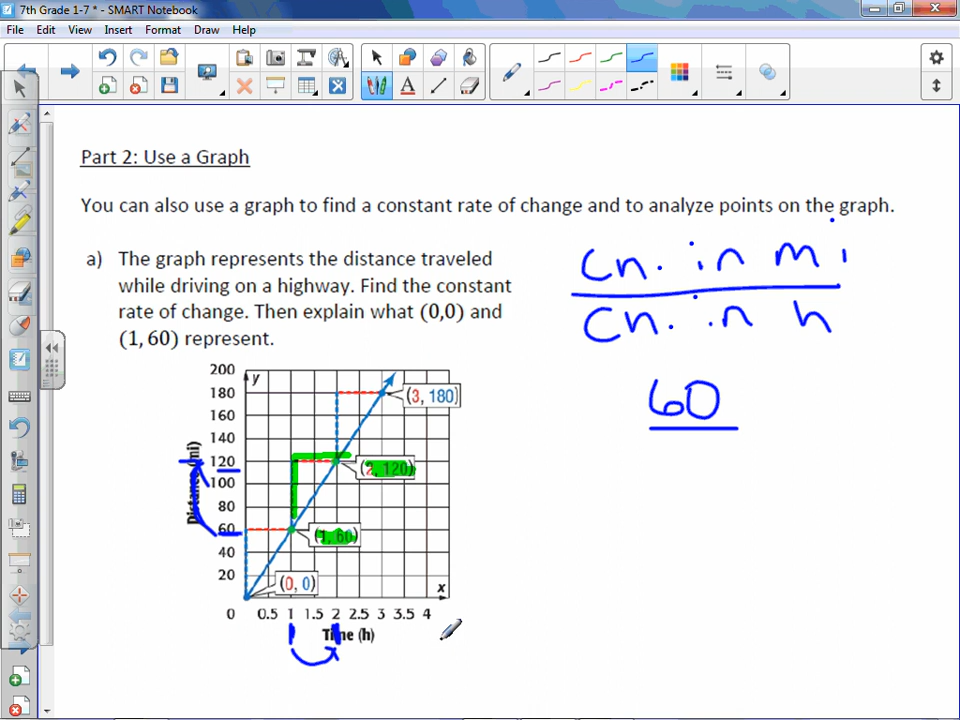 7th Grade 1-7 * - SMART Notebook
File Edit View Insert Format Draw Help
Part 2: Use a Graph
You can also use a graph to find a constant rate of change and to analyze points on the graph.
a) The graph represents the distance traveled
while driving on a highway. Find the constant
rate of change. Then explain what (0,0) and
(1, 60) represent.
Ch. in mi
Ch. in h
60
200 y
180 (3, 180)
160
140
120 (2, 120)
100
80
60 (1, 60)
40
20 (0, 0) x
0 0.5 1 1.5 2 2.5 3 3.5 4
Distance (mi)
Time (h)